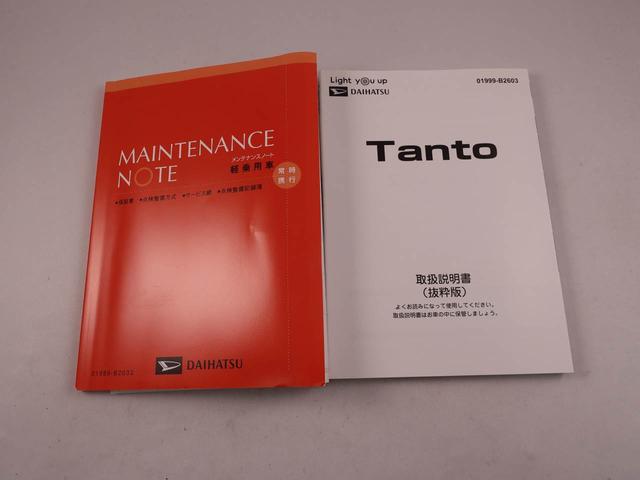 MAINTENANCE
NOTE
メンテナンスノート
軽乗用車
常時
携行
●保証書 ●点検整備方式 ●サービス網 ●点検整備記録簿
DAIHATSU
01999-B2032
Light you up
DAIHATSU
01999-B2603
Tanto
取扱説明書
（抜粋版）
よくお読みになって使用してください。
取扱説明書はお車の中に保管しましょう。